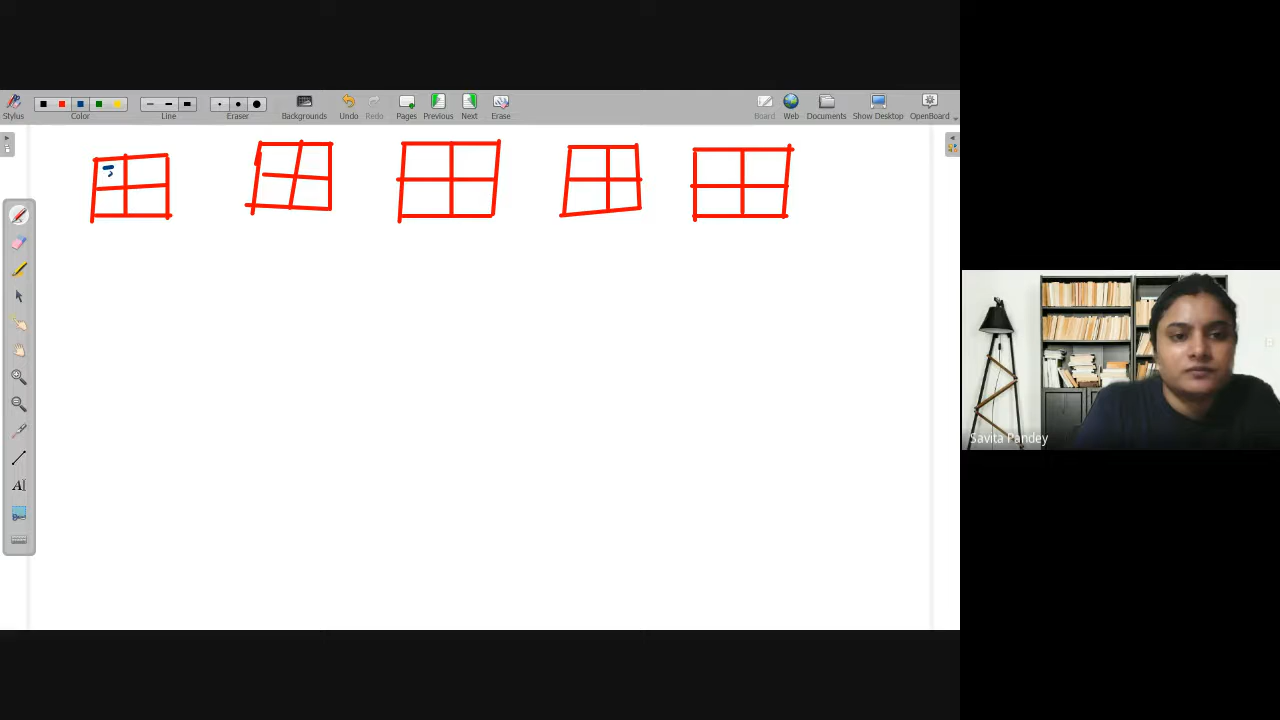 Stylus
Color
Line
Eraser
Backgrounds
Undo
Redo
Pages
Previous
Next
Erase
Board
Web
Documents
Show Desktop
OpenBoard
AI
Savita Pandey